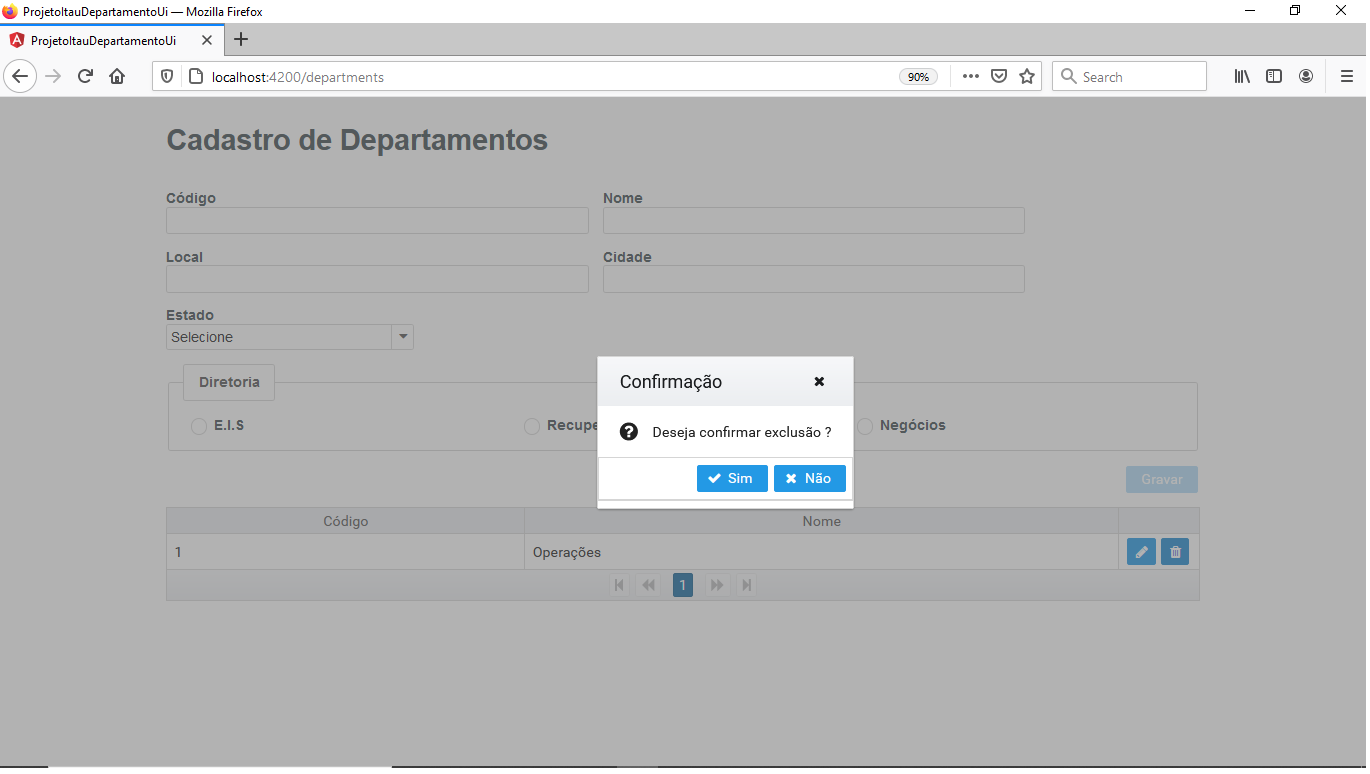 ProjetoItauDepartamentoUi — Mozilla Firefox
ProjetoItauDepartamentoUi
localhost:4200/departments
90%
Search
Cadastro de Departamentos
Código
Nome
Local
Cidade
Estado
Selecione
Diretoria
E.I.S
Negócios
Confirmação
Deseja confirmar exclusão ?
Sim
Não
Gravar
Código
Nome
1
Operações
1